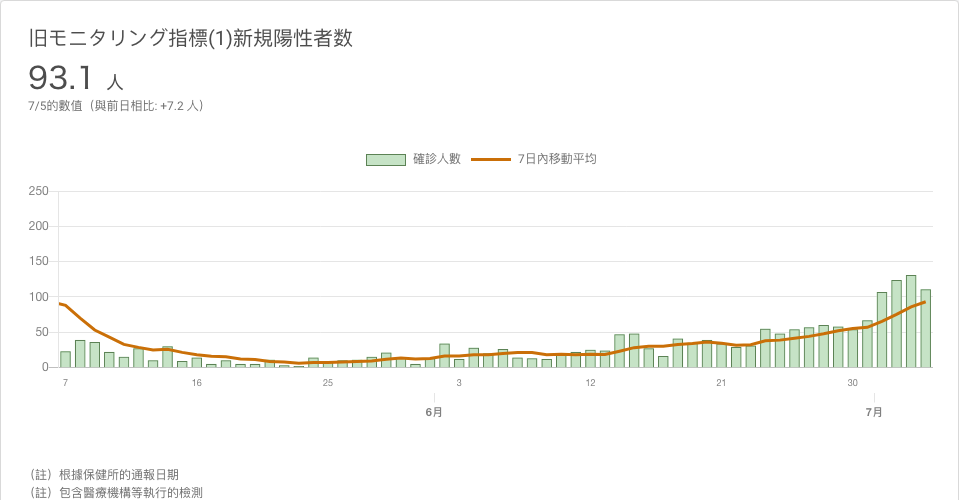 旧モニタリング指標(1)新規陽性者数
93.1 人
7/5的數值（與前日相比: +7.2 人）
確診人數 7日內移動平均
250
200
150
100
50
0
7 16 25 3 12 21 30
6月 7月
（註）根據保健所的通報日期
（註）包含醫療機構等執行的檢測